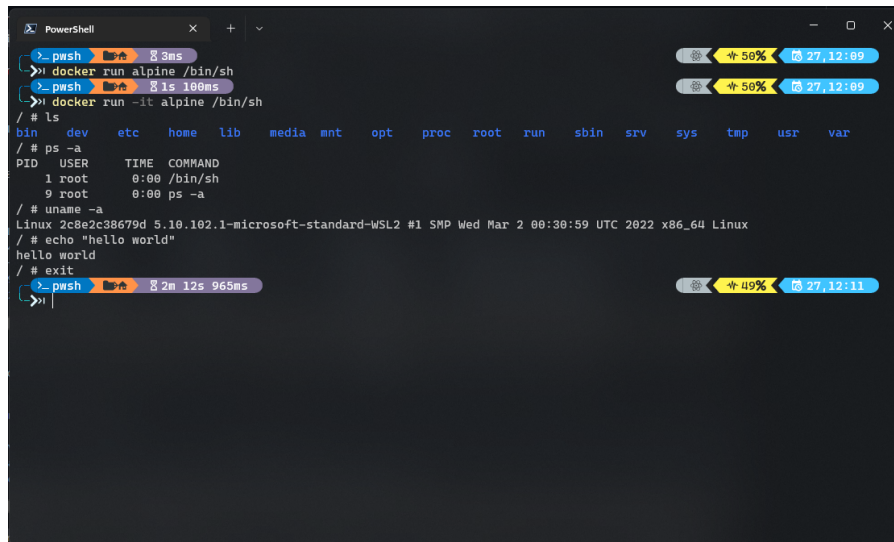 PowerShell
pwsh 3ms 50% 27,12:09
docker run alpine /bin/sh
pwsh 1s 100ms 50% 27,12:09
docker run -it alpine /bin/sh
/ # ls
bin dev etc home lib media mnt opt proc root run sbin srv sys tmp usr var
/ # ps -a
PID USER TIME COMMAND
1 root 0:00 /bin/sh
9 root 0:00 ps -a
/ # uname -a
Linux 2c8e2c38679d 5.10.102.1-microsoft-standard-WSL2 #1 SMP Wed Mar 2 00:30:59 UTC 2022 x86_64 Linux
/ # echo "hello world"
hello world
/ # exit
pwsh 2m 12s 965ms 49% 27,12:11